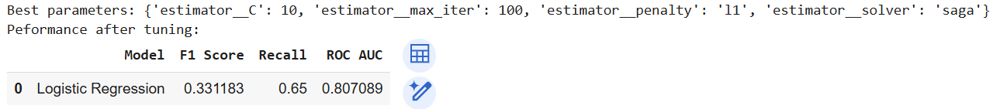 Best parameters: {'estimator__C': 10, 'estimator__max_iter': 100, 'estimator__penalty': 'l1', 'estimator__solver': 'saga'}
Peformance after tuning:
Model F1 Score Recall ROC AUC
0 Logistic Regression 0.331183 0.65 0.807089